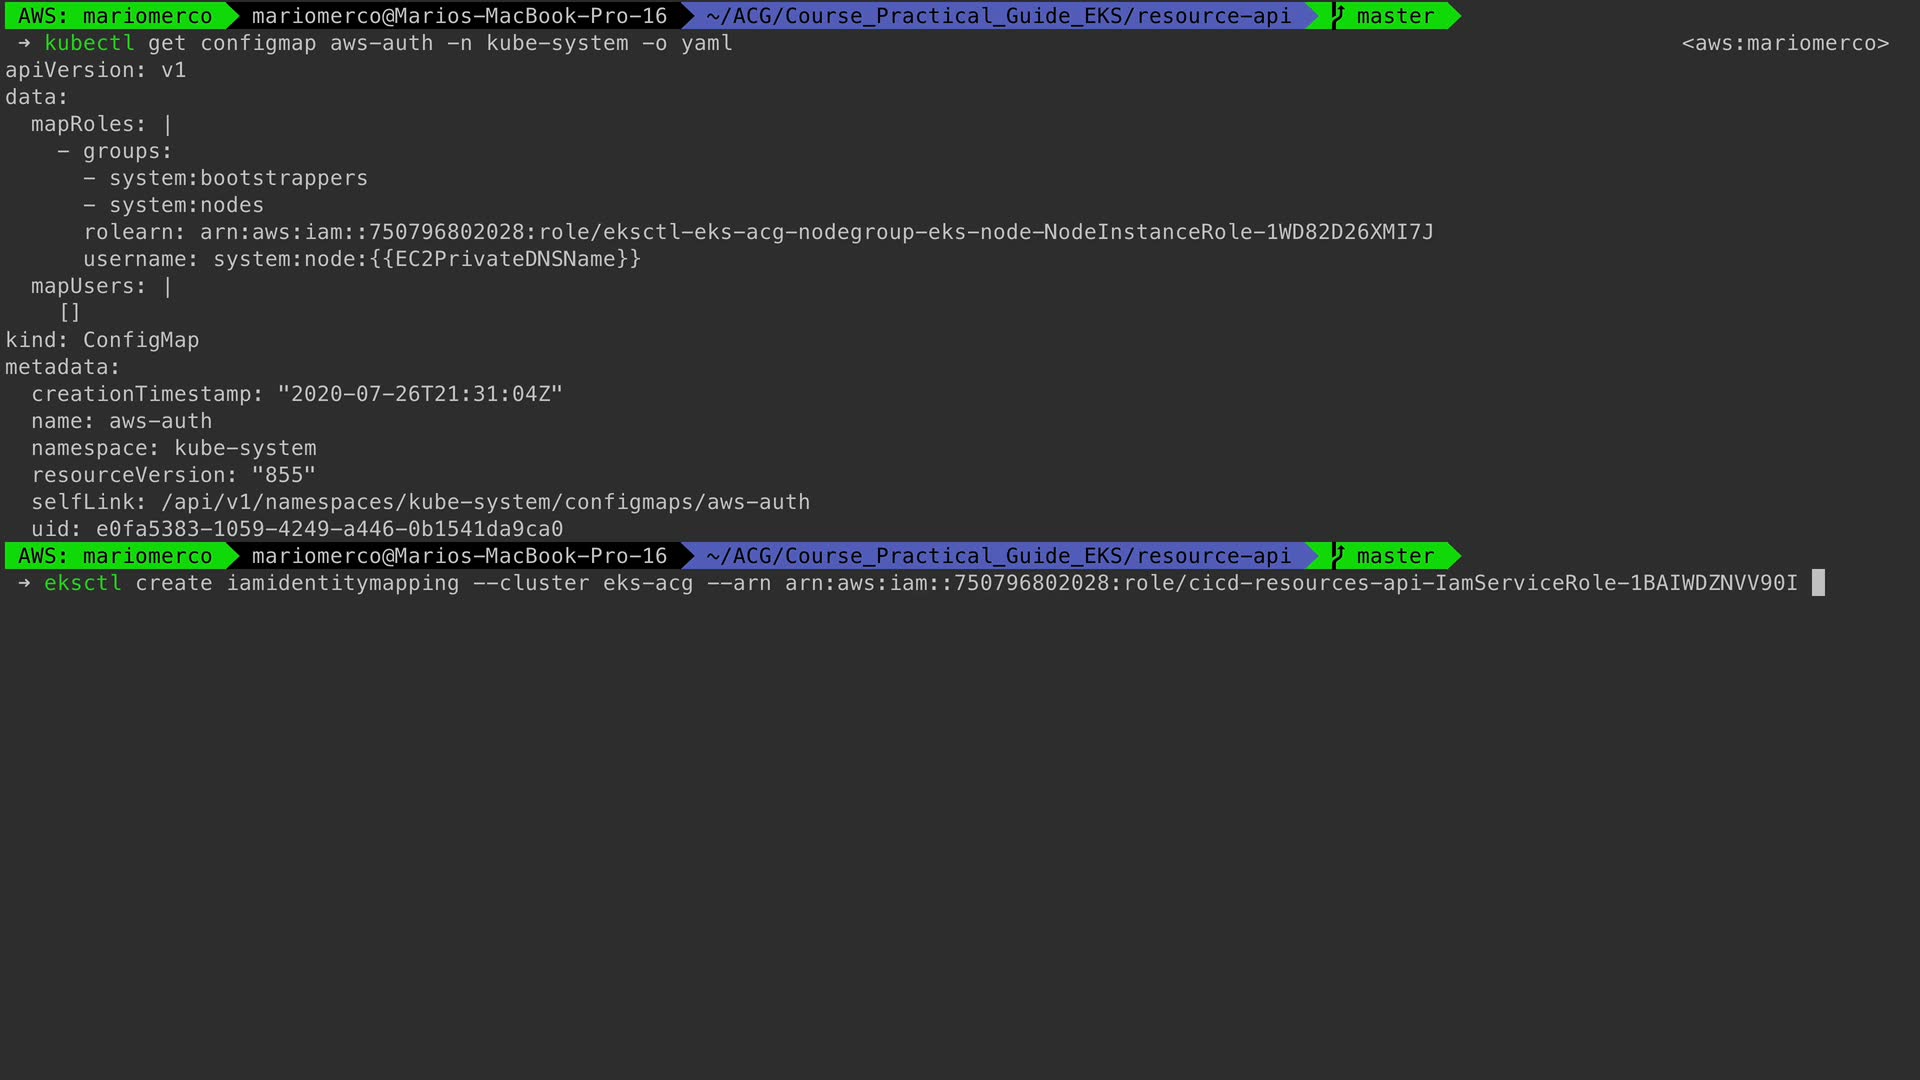 AWS: mariomerco mariomerco@Marios-MacBook-Pro-16 ~/ACG/Course_Practical_Guide_EKS/resource-api master
→ kubectl get configmap aws-auth -n kube-system -o yaml <aws:mariomerco>
apiVersion: v1
data:
  mapRoles: |
    - groups:
      - system:bootstrappers
      - system:nodes
      rolearn: arn:aws:iam::750796802028:role/eksctl-eks-acg-nodegroup-eks-node-NodeInstanceRole-1WD82D26XMI7J
      username: system:node:{{EC2PrivateDNSName}}
  mapUsers: |
    []
kind: ConfigMap
metadata:
  creationTimestamp: "2020-07-26T21:31:04Z"
  name: aws-auth
  namespace: kube-system
  resourceVersion: "855"
  selfLink: /api/v1/namespaces/kube-system/configmaps/aws-auth
  uid: e0fa5383-1059-4249-a446-0b1541da9ca0
AWS: mariomerco mariomerco@Marios-MacBook-Pro-16 ~/ACG/Course_Practical_Guide_EKS/resource-api master
→ eksctl create iamidentitymapping --cluster eks-acg --arn arn:aws:iam::750796802028:role/cicd-resources-api-IamServiceRole-1BAIWDZNVV90I